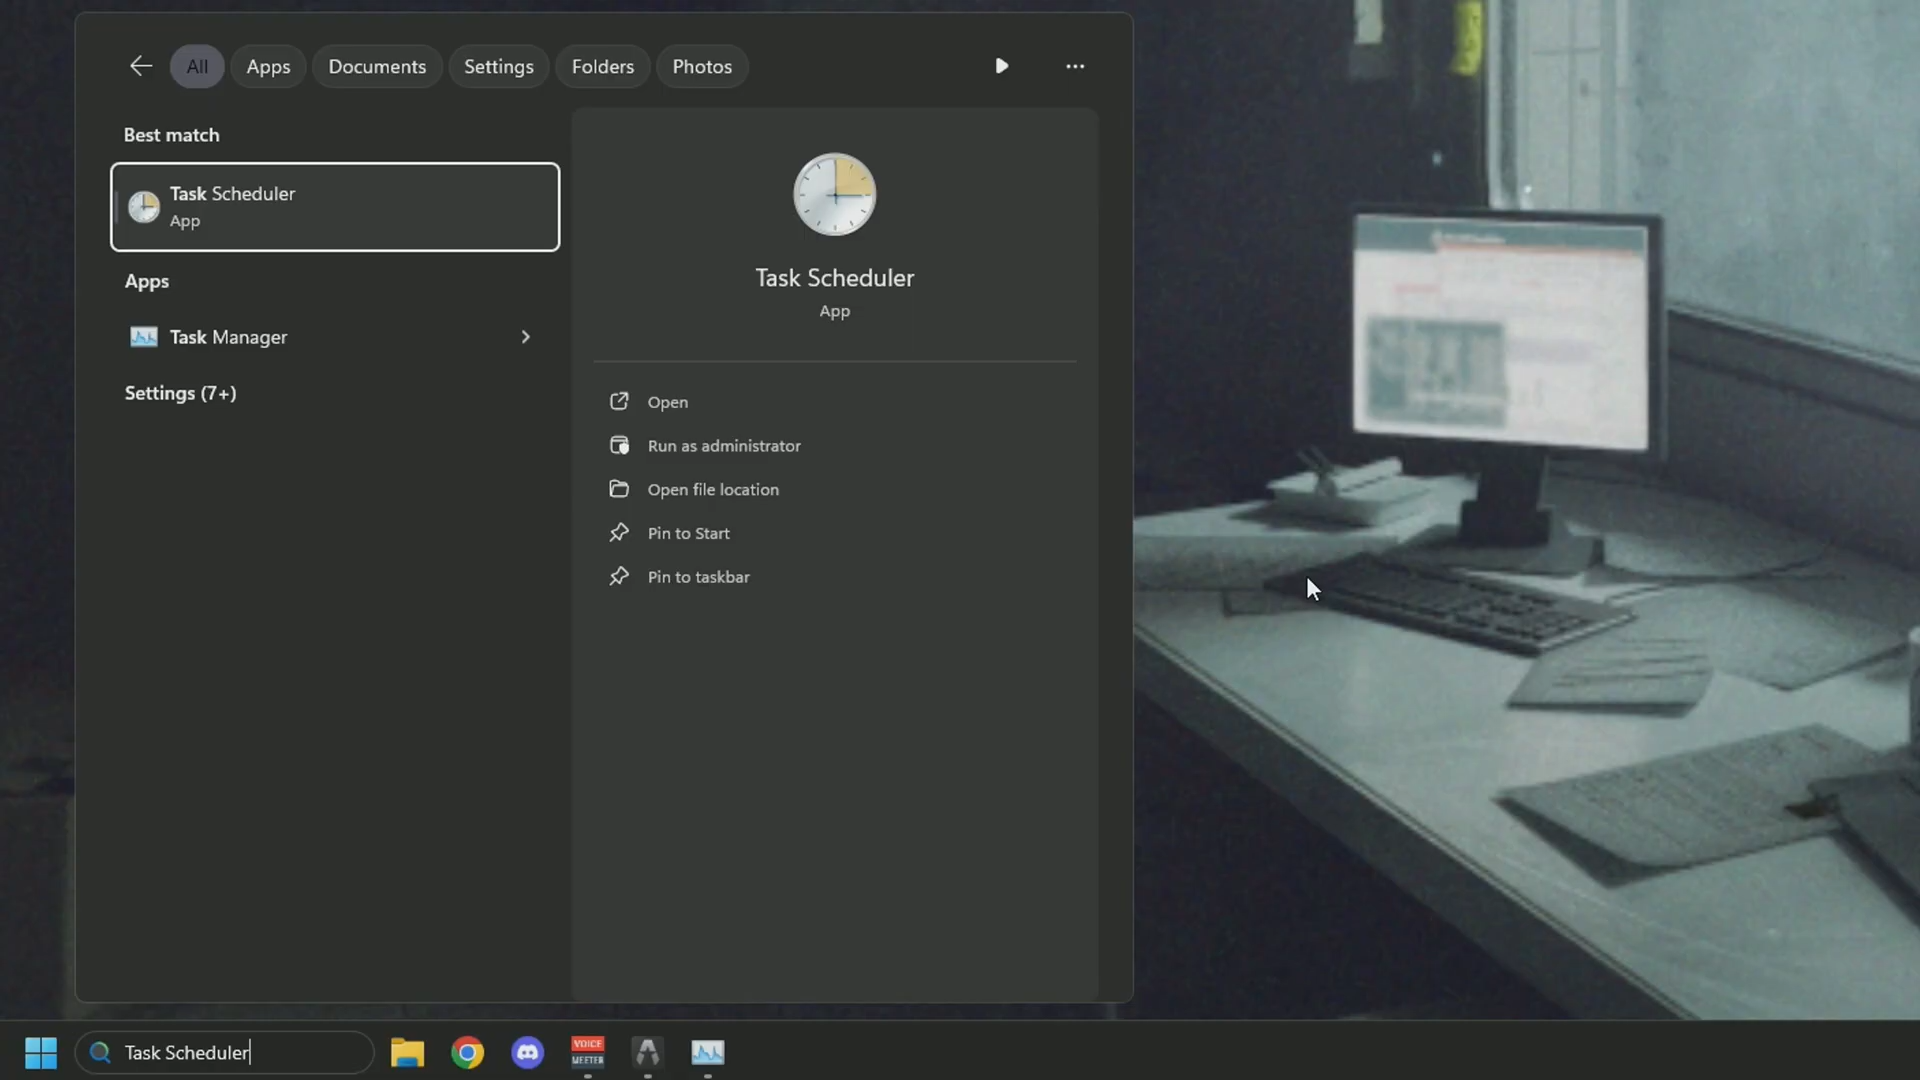 All
Apps
Documents
Settings
Folders
Photos
Best match
Task Scheduler
App
Apps
Task Manager
Settings (7+)
Task Scheduler
App
Open
Run as administrator
Open file location
Pin to Start
Pin to taskbar
Task Scheduler
VOICE
MEETER